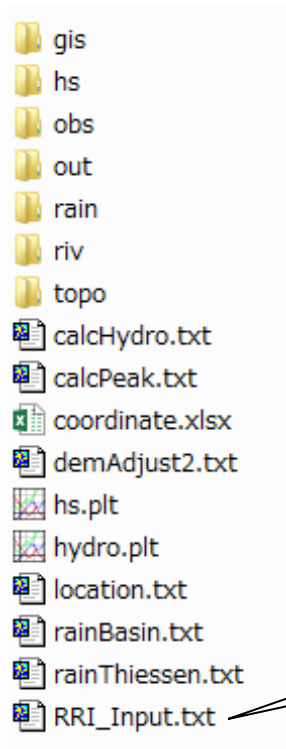 gis
hs
obs
out
rain
riv
topo
calcHydro.txt
calcPeak.txt
coordinate.xlsx
demAdjust2.txt
hs.plt
hydro.plt
location.txt
rainBasin.txt
rainThiessen.txt
RRI_Input.txt